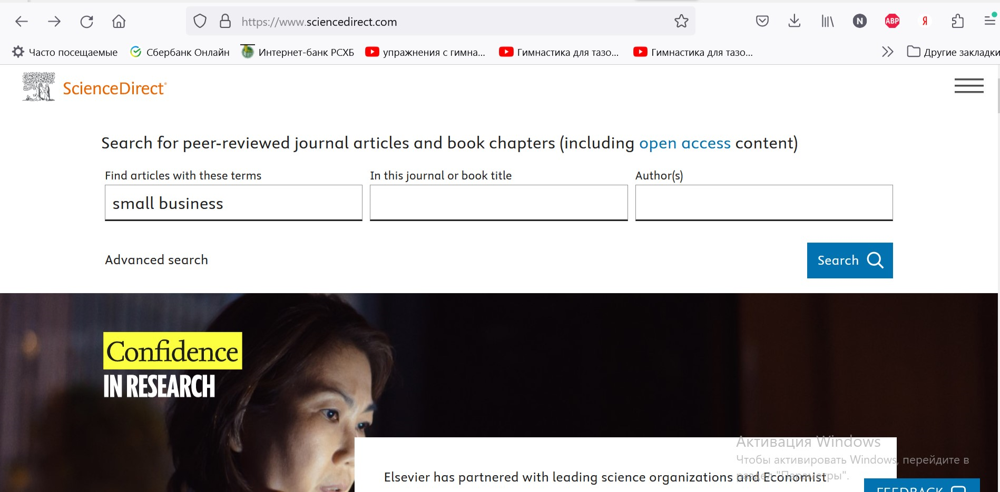 https://www.sciencedirect.com
N ABP Я
Часто посещаемые Сбербанк Онлайн Интернет-банк РСХБ упражнения с гимна... Гимнастика для тазо... Гимнастика для тазо... Другие закладки
ScienceDirect®
Search for peer-reviewed journal articles and book chapters (including open access content)
Find articles with these terms In this journal or book title Author(s)
small business
Advanced search Search
Confidence
IN RESEARCH
Активация Windows
Чтобы активировать Windows, перейдите в
раздел "Параметры".
Elsevier has partnered with leading science organizations and Economist
FEEDBACK